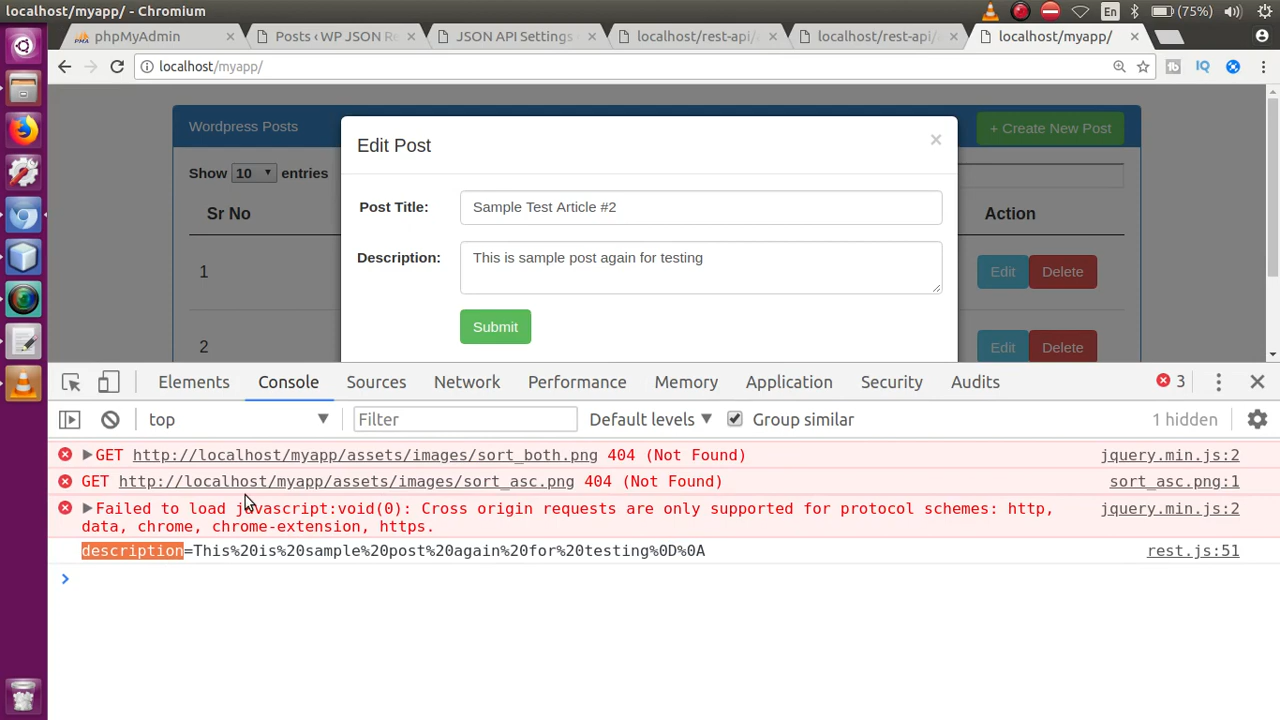 localhost/myapp/ - Chromium
En
(75%)
phpMyAdmin
Posts ‹ WP JSON R
JSON API Settings
localhost/rest-api/
localhost/rest-api/
localhost/myapp/
localhost/myapp/
IQ
Wordpress Posts
+ Create New Post
Edit Post
×
Show 10 entries
Sr No
Action
Post Title:
Sample Test Article #2
Description:
This is sample post again for testing
1
Edit
Delete
Submit
2
Edit
Delete
Elements
Console
Sources
Network
Performance
Memory
Application
Security
Audits
3
top
Filter
Default levels
Group similar
1 hidden
GET http://localhost/myapp/assets/images/sort_both.png 404 (Not Found)
jquery.min.js:2
GET http://localhost/myapp/assets/images/sort_asc.png 404 (Not Found)
sort_asc.png:1
Failed to load javascript:void(0): Cross origin requests are only supported for protocol schemes: http,
jquery.min.js:2
data, chrome, chrome-extension, https.
description=This%20is%20sample%20post%20again%20for%20testing%0D%0A
rest.js:51